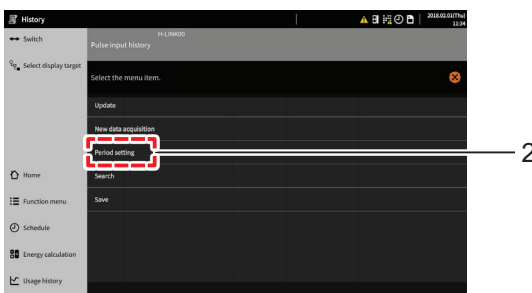 History
2018.02.01(Thu)
11:34
Switch
H-LINK00
Pulse input history
Select display target
Select the menu item.
Update
New data acquisition
Period setting
2
Home
Search
Function menu
Save
Schedule
Energy calculation
Usage history